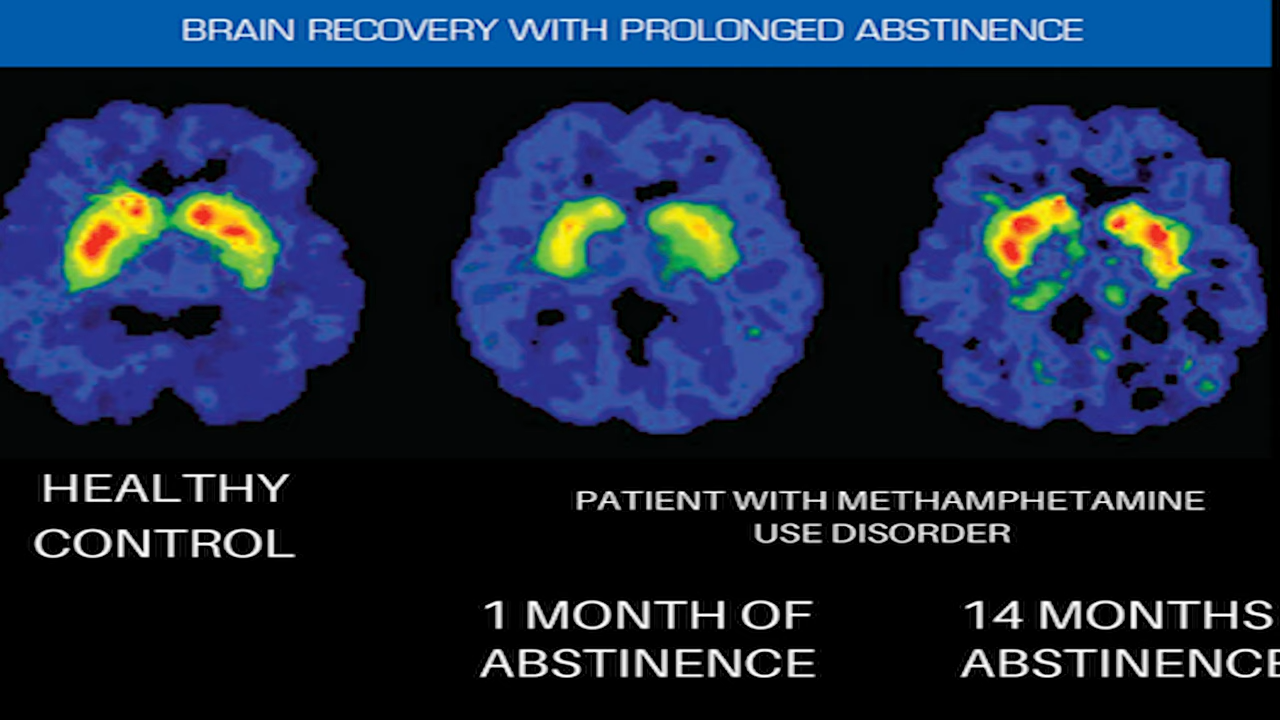 BRAIN RECOVERY WITH PROLONGED ABSTINENCE
HEALTHY
CONTROL
PATIENT WITH METHAMPHETAMINE
USE DISORDER
1 MONTH OF
ABSTINENCE
14 MONTHS
ABSTINENCE